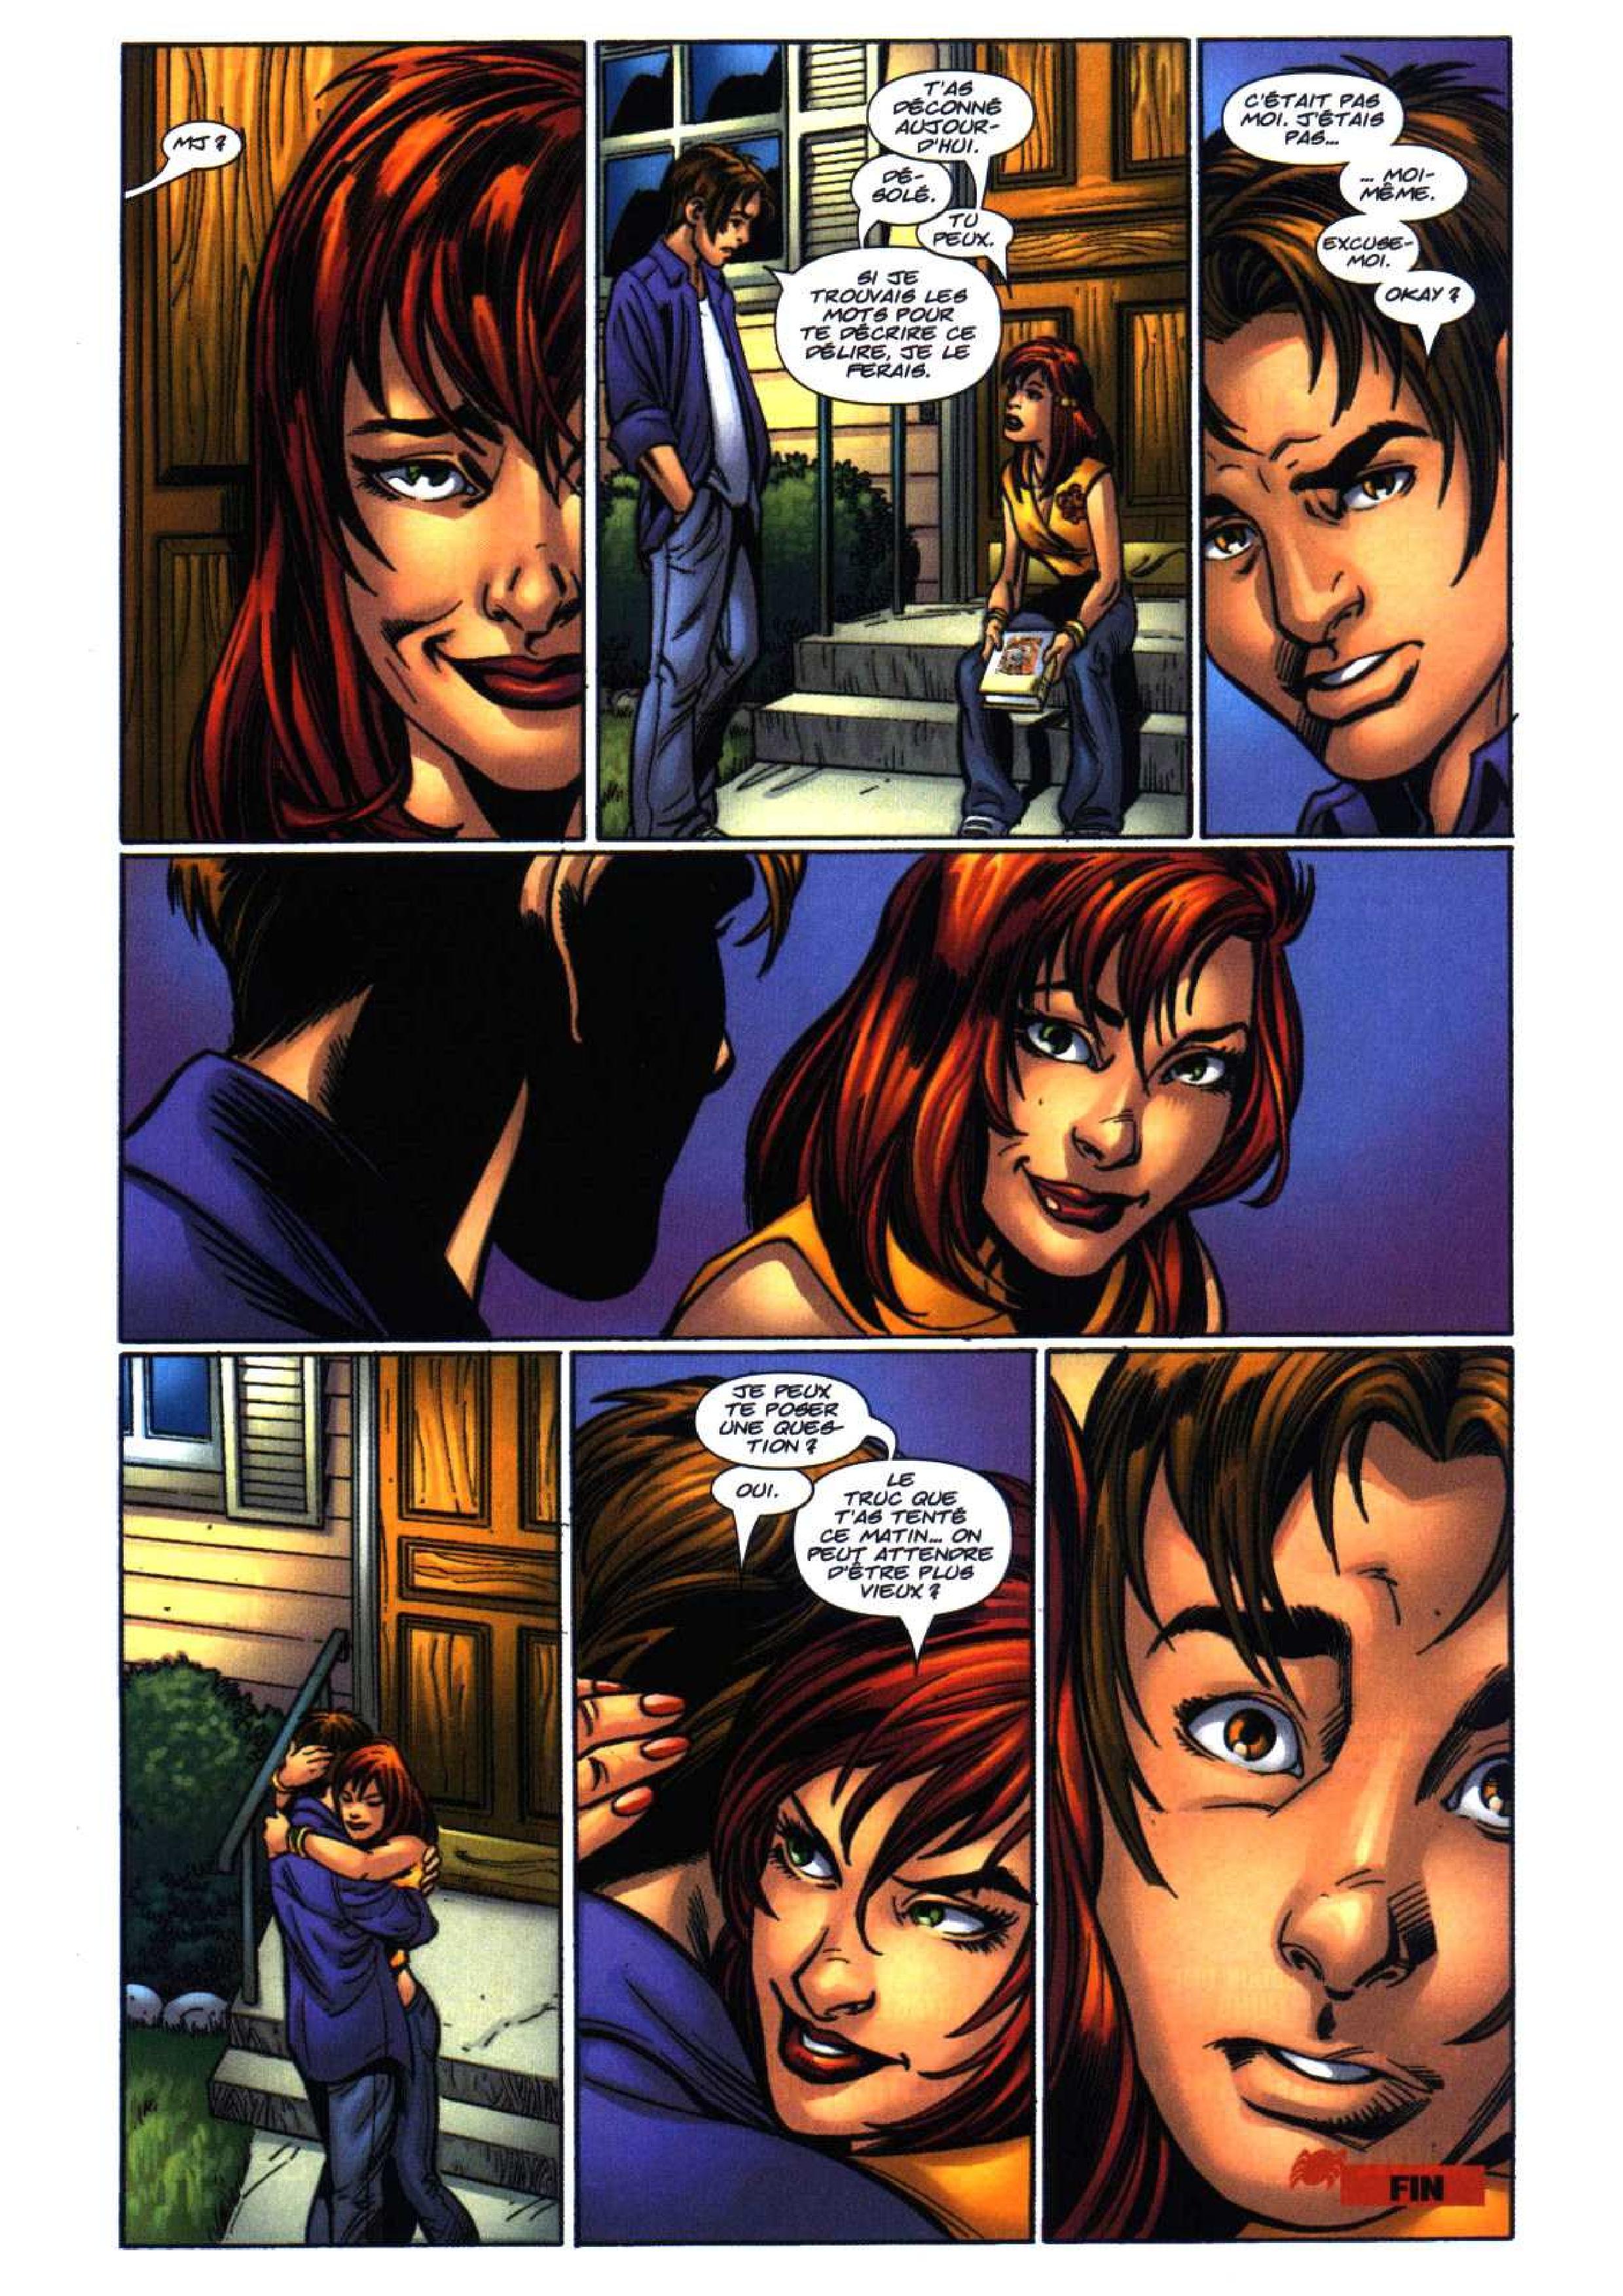 MJ ?
T'AS
DÉCONNÉ
AUJOUR-
D'HUI.
DÉ-
SOLÉ.
TU
PEUX.
SI JE
TROUVAIS LES
MOTS POUR
TE DÉCRIRE CE
DÉLIRE, JE LE
FERAIS.
C'ÉTAIT PAS
MOI. J'ÉTAIS
PAS...
... MOI-
MÊME.
EXCUSE-
MOI.
OKAY ?
JE PEUX
TE POSER
UNE QUES-
TION ?
OUI.
LE
TRUC QUE
T'AS TENTÉ
CE MATIN... ON
PEUT ATTENDRE
D'ÊTRE PLUS
VIEUX ?
FIN